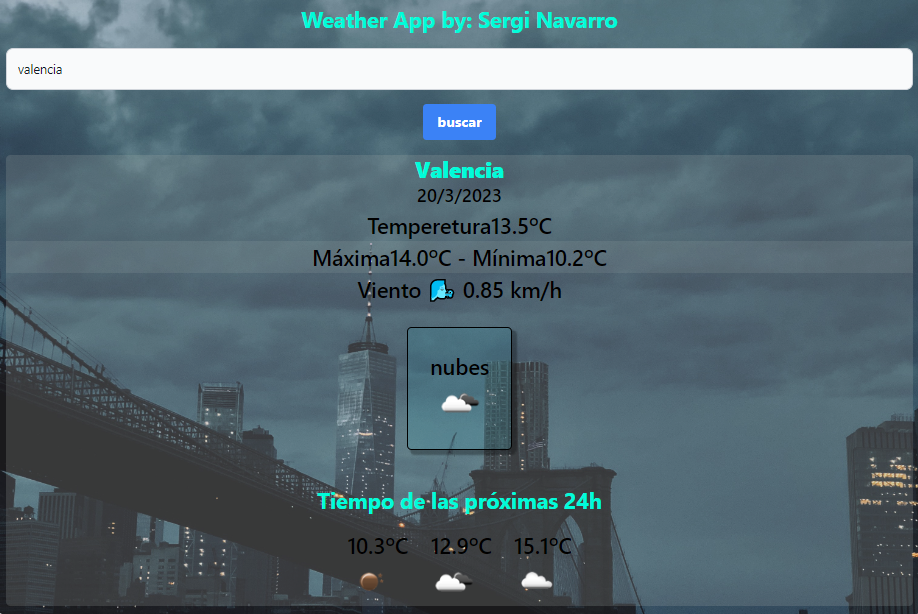 Weather App by: Sergi Navarro
valencia
buscar
Valencia
20/3/2023
Temperetura13.5ºC
Máxima14.0ºC - Mínima10.2ºC
Viento 0.85 km/h
nubes
Tiempo de las próximas 24h
10.3ºC 12.9ºC 15.1ºC